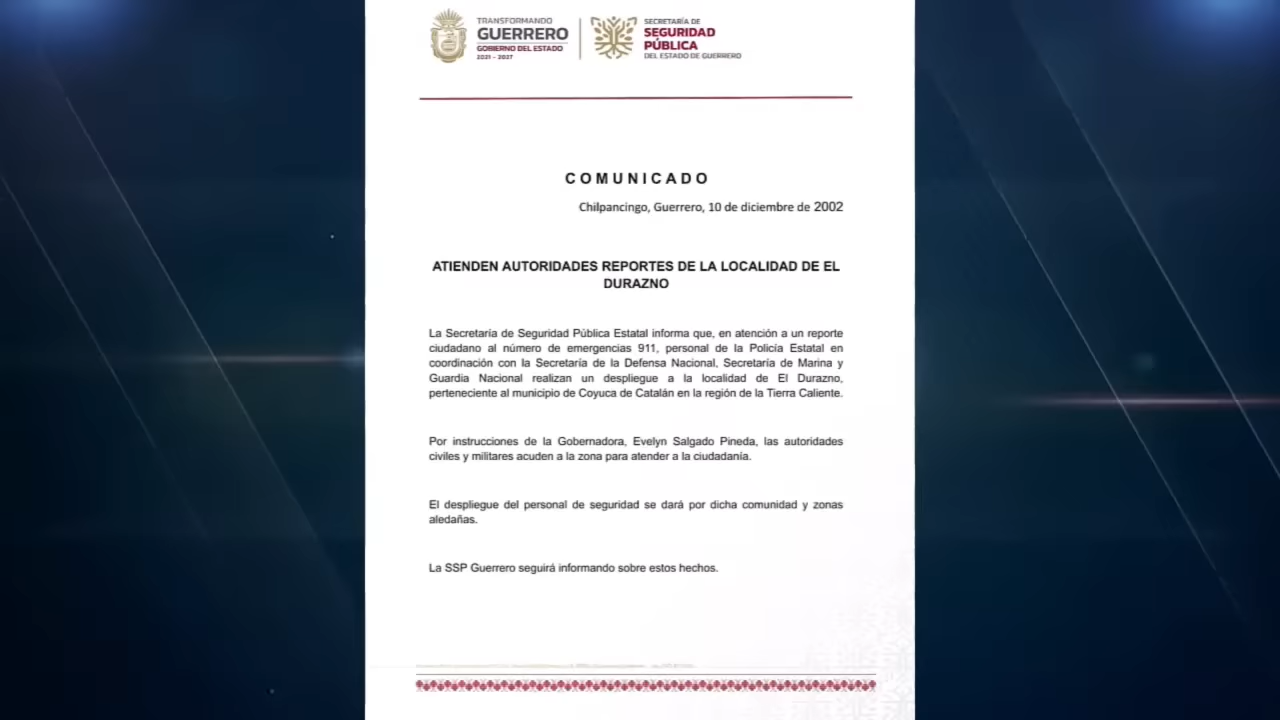 TRANSFORMANDO
GUERRERO
GOBIERNO DEL ESTADO
2021 - 2027
SECRETARÍA DE
SEGURIDAD
PÚBLICA
DEL ESTADO DE GUERRERO
COMUNICADO
Chilpancingo, Guerrero, 10 de diciembre de 2002
ATIENDEN AUTORIDADES REPORTES DE LA LOCALIDAD DE EL
DURAZNO
La Secretaría de Seguridad Pública Estatal informa que, en atención a un reporte
ciudadano al número de emergencias 911, personal de la Policía Estatal en
coordinación con la Secretaría de la Defensa Nacional, Secretaría de Marina y
Guardia Nacional realizan un despliegue a la localidad de El Durazno,
perteneciente al municipio de Coyuca de Catalán en la región de la Tierra Caliente.
Por instrucciones de la Gobernadora, Evelyn Salgado Pineda, las autoridades
civiles y militares acuden a la zona para atender a la ciudadanía.
El despliegue del personal de seguridad se dará por dicha comunidad y zonas
aledañas.
La SSP Guerrero seguirá informando sobre estos hechos.